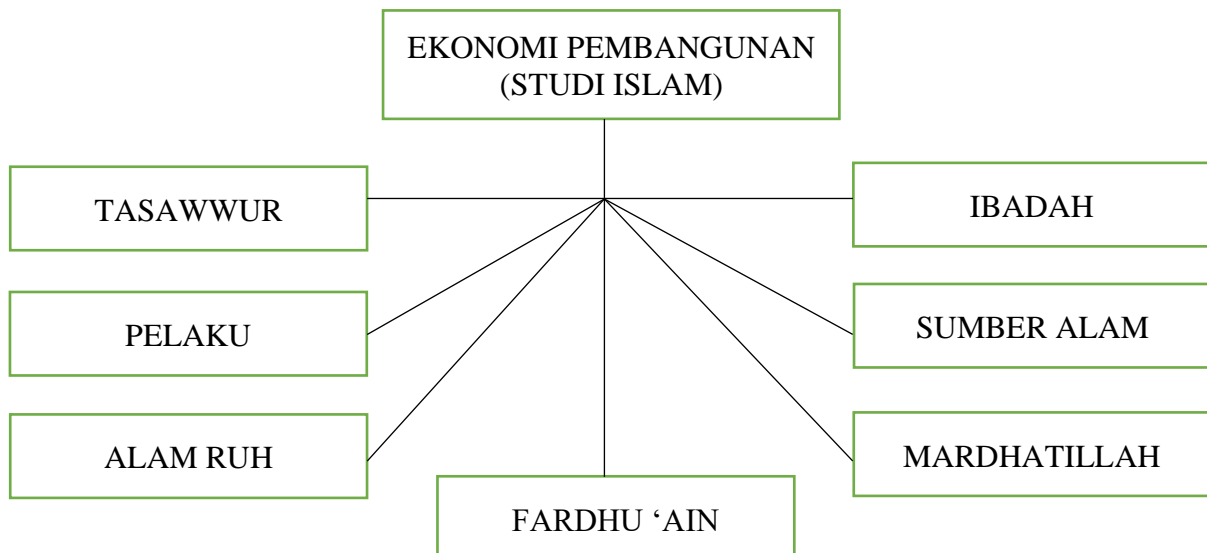 EKONOMI PEMBANGUNAN
(STUDI ISLAM)
TASAWWUR
IBADAH
PELAKU
SUMBER ALAM
ALAM RUH
MARDHATILLAH
FARDHU ‘AIN